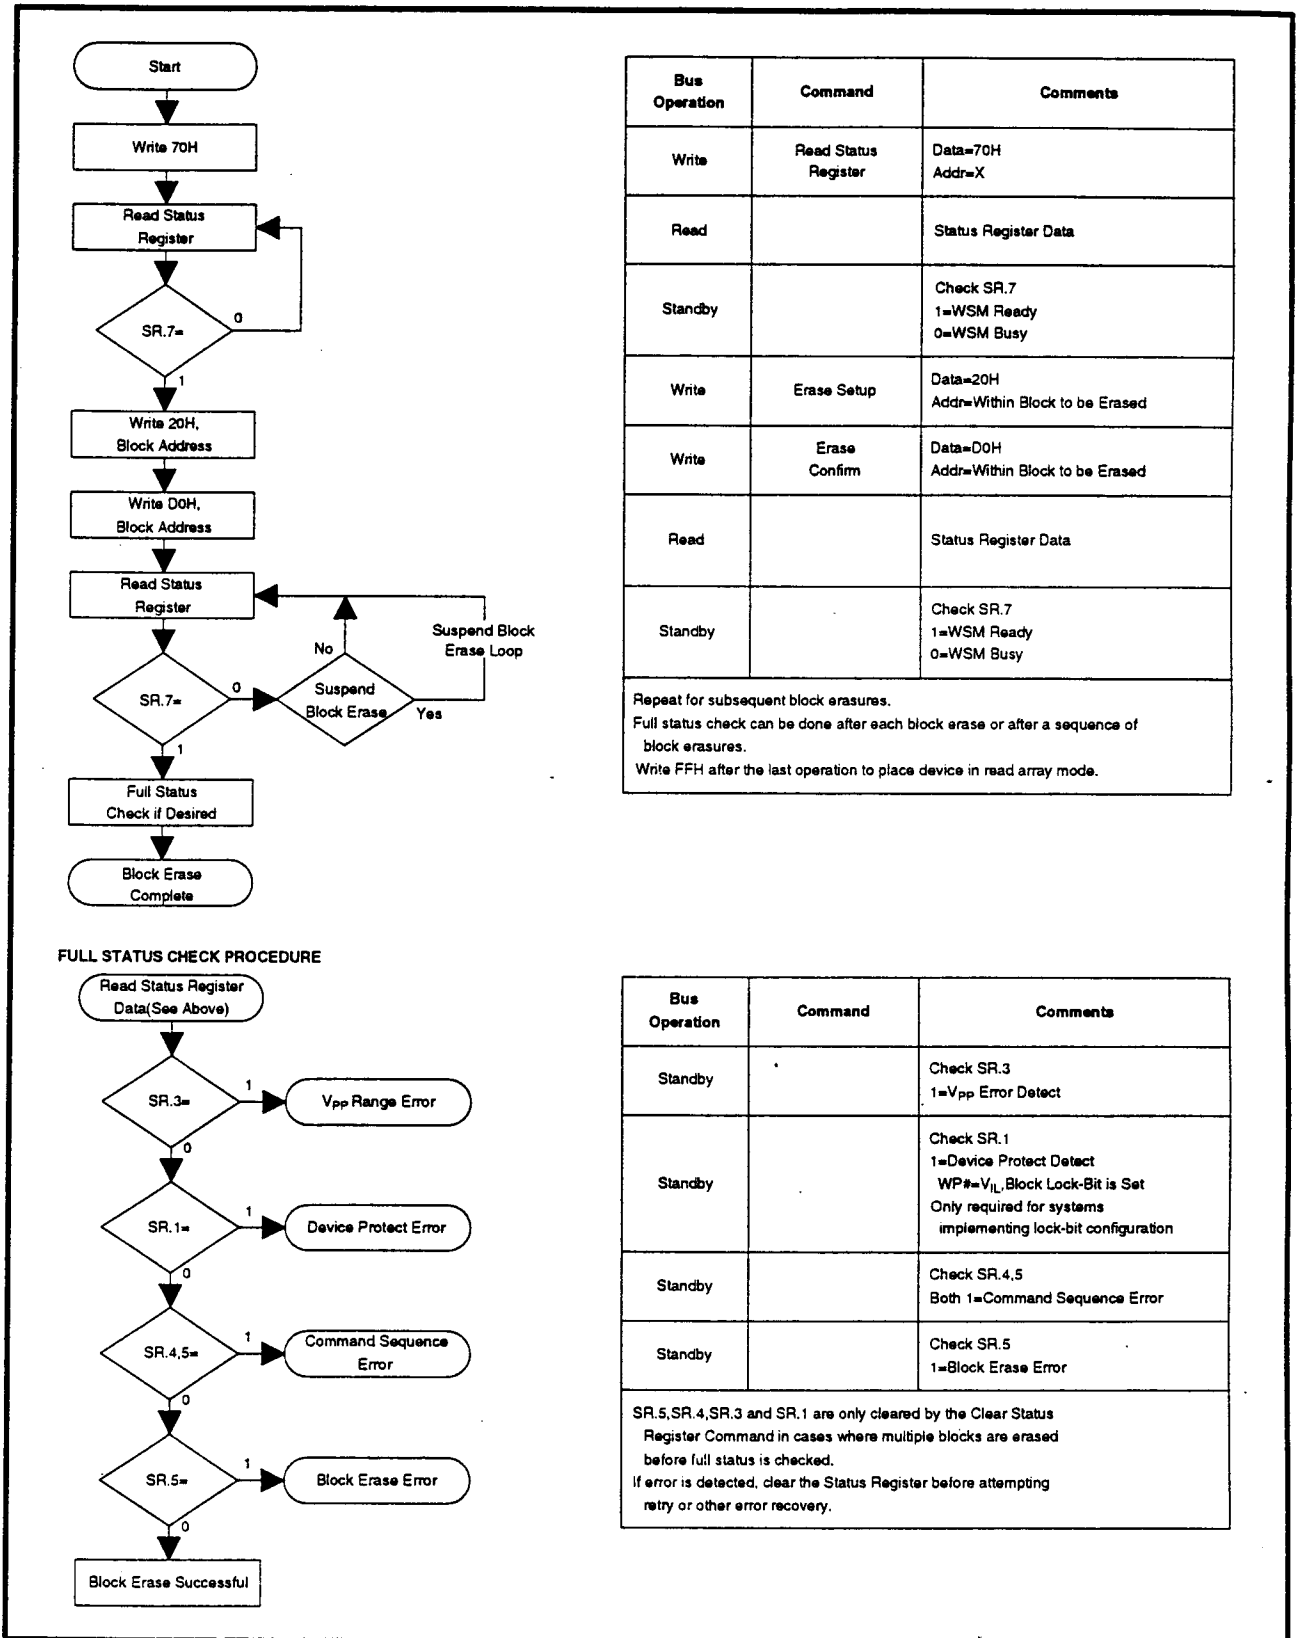 Start
Write 70H
Read Status
Register
SR.7=
0
1
Write 20H,
Block Address
Write D0H,
Block Address
Read Status
Register
SR.7=
0
1
Suspend
Block Erase
No
Yes
Suspend Block
Erase Loop
Full Status
Check if Desired
Block Erase
Complete
Bus
Operation
Command
Comments
Write
Read Status
Register
Data=70H
Addr=X
Read
Status Register Data
Standby
Check SR.7
1=WSM Ready
0=WSM Busy
Write
Erase Setup
Data=20H
Addr=Within Block to be Erased
Write
Erase
Confirm
Data=D0H
Addr=Within Block to be Erased
Read
Status Register Data
Standby
Check SR.7
1=WSM Ready
0=WSM Busy
Repeat for subsequent block erasures.
Full status check can be done after each block erase or after a sequence of
block erasures.
Write FFH after the last operation to place device in read array mode.
FULL STATUS CHECK PROCEDURE
Read Status Register
Data(See Above)
SR.3=
1
VPP Range Error
0
SR.1=
1
Device Protect Error
0
SR.4,5=
1
Command Sequence
Error
0
SR.5=
1
Block Erase Error
0
Block Erase Successful
Bus
Operation
Command
Comments
Standby
Check SR.3
1=VPP Error Detect
Standby
Check SR.1
1=Device Protect Detect
WP#=VIL,Block Lock-Bit is Set
Only required for systems
implementing lock-bit configuration
Standby
Check SR.4,5
Both 1=Command Sequence Error
Standby
Check SR.5
1=Block Erase Error
SR.5,SR.4,SR.3 and SR.1 are only cleared by the Clear Status
Register Command in cases where multiple blocks are erased
before full status is checked.
If error is detected, clear the Status Register before attempting
retry or other error recovery.